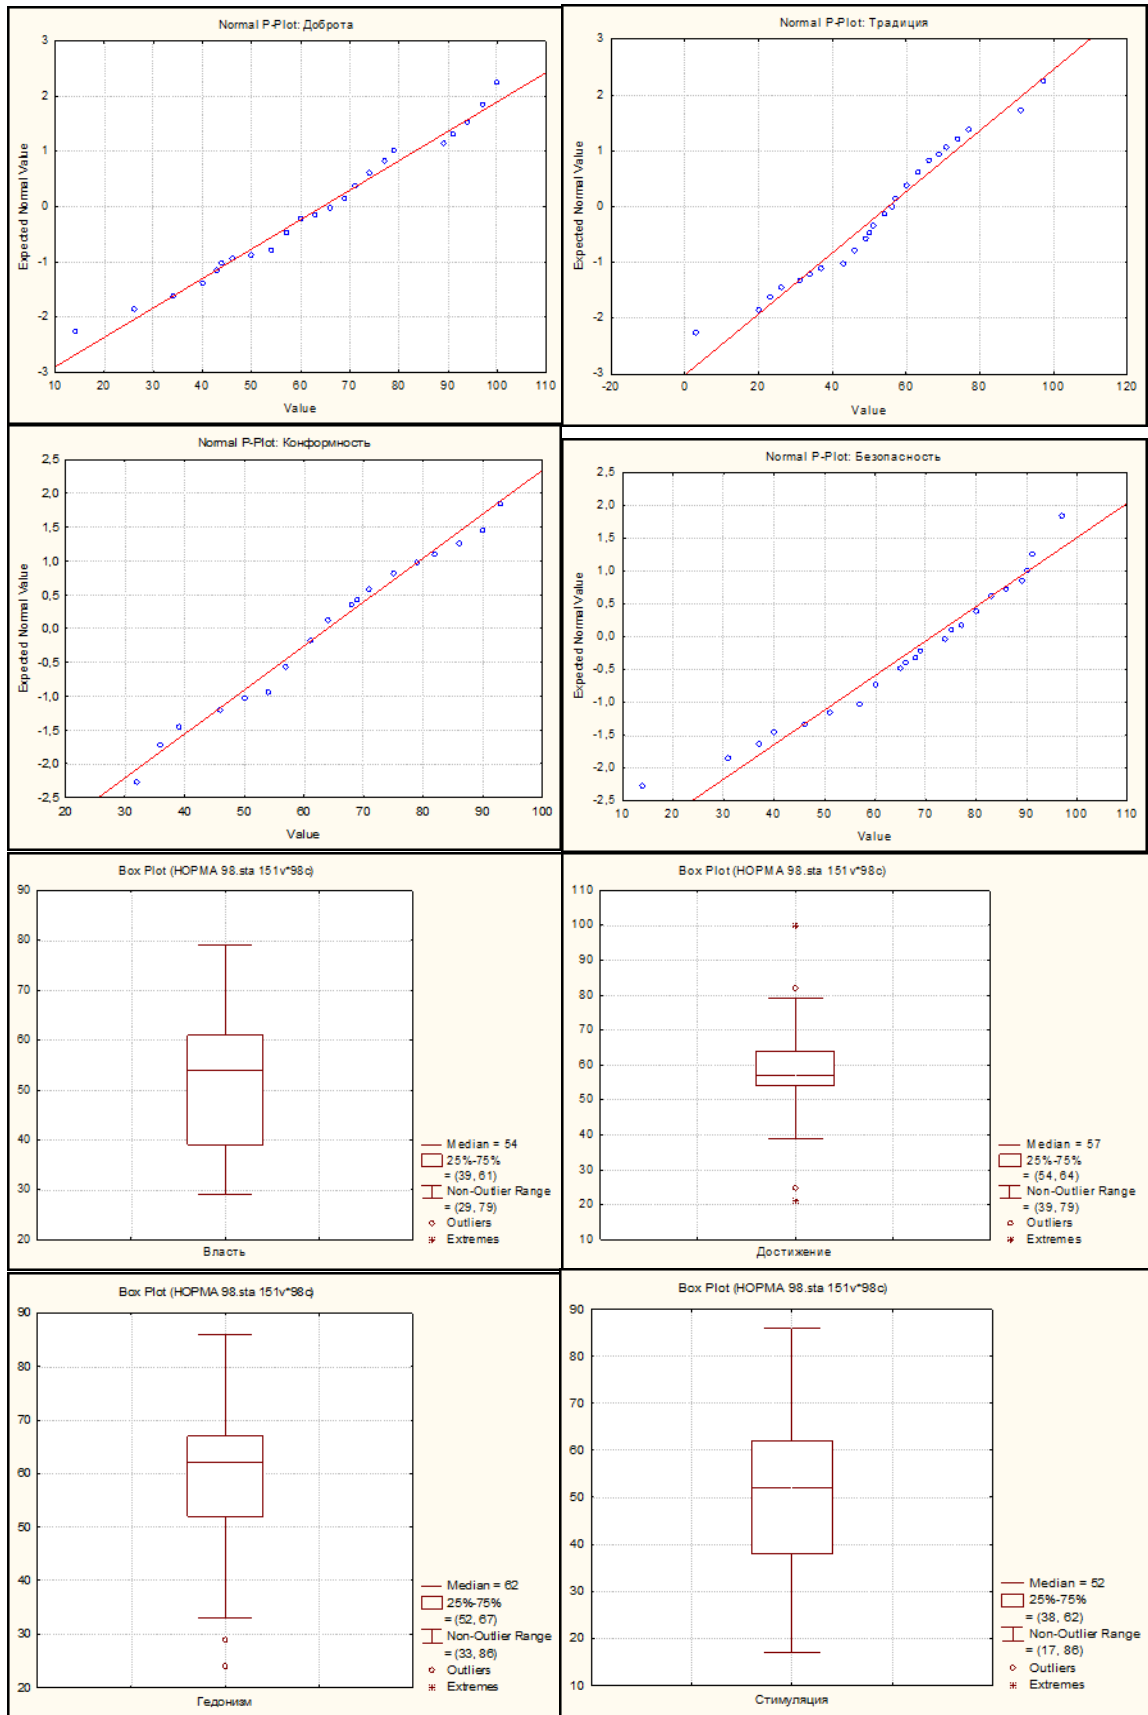 Normal P-Plot: Доброта
Expected Normal Value
3
2
1
0
-1
-2
-3
10 20 30 40 50 60 70 80 90 100 110
Value
Normal P-Plot: Традиция
Expected Normal Value
3
2
1
0
-1
-2
-3
-20 0 20 40 60 80 100 120
Value
Normal P-Plot: Конформность
Expected Normal Value
2,5
2,0
1,5
1,0
0,5
0,0
-0,5
-1,0
-1,5
-2,0
-2,5
20 30 40 50 60 70 80 90 100
Value
Normal P-Plot: Безопасность
Expected Normal Value
2,5
2,0
1,5
1,0
0,5
0,0
-0,5
-1,0
-1,5
-2,0
-2,5
10 20 30 40 50 60 70 80 90 100 110
Value
Box Plot (НОРМА 98.sta 151v*98c)
90
80
70
60
50
40
30
20
Власть
Median = 54
25%-75%
= (39, 61)
Non-Outlier Range
= (29, 79)
Outliers
Extremes
Box Plot (НОРМА 98.sta 151v*98c)
110
100
90
80
70
60
50
40
30
20
10
Достижение
Median = 57
25%-75%
= (54, 64)
Non-Outlier Range
= (39, 79)
Outliers
Extremes
Box Plot (НОРМА 98.sta 151v*98c)
90
80
70
60
50
40
30
20
Гедонизм
Median = 62
25%-75%
= (52, 67)
Non-Outlier Range
= (33, 86)
Outliers
Extremes
Box Plot (НОРМА 98.sta 151v*98c)
90
80
70
60
50
40
30
20
10
Стимуляция
Median = 52
25%-75%
= (38, 62)
Non-Outlier Range
= (17, 86)
Outliers
Extremes